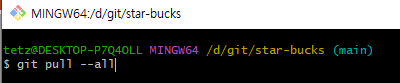 MINGW64:/d/git/star-bucks
tetz@DESKTOP-P7Q4OLL MINGW64 /d/git/star-bucks (main)
$ git pull --all